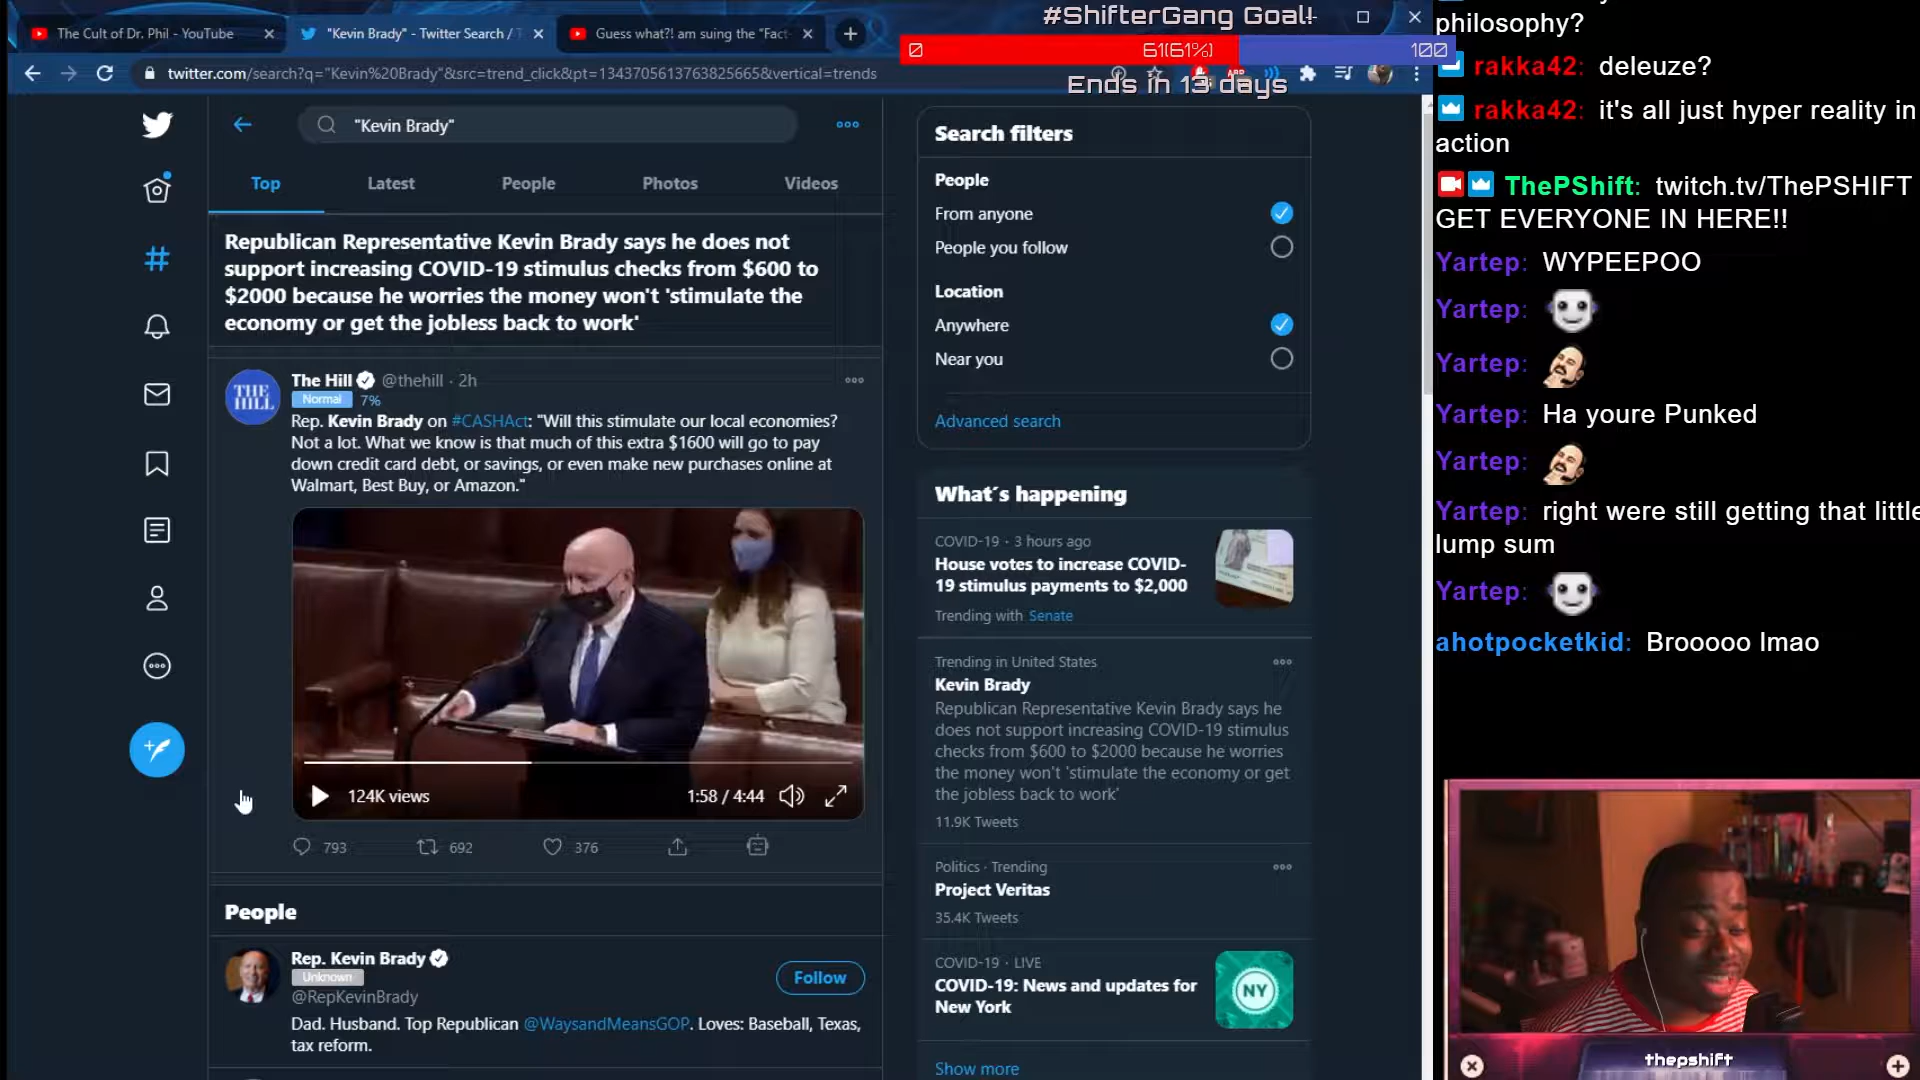 The Cult of Dr. Phil - YouTube
"Kevin Brady" - Twitter Search / T
Guess what?! am suing the "Fact-
#ShifterGang Goal!
0
61(61%)
100
Ends in 13 days
twitter.com/search?q="Kevin%20Brady"&src=trend_click&pt=1343705613763825665&vertical=trends
"Kevin Brady"
Top
Latest
People
Photos
Videos
Republican Representative Kevin Brady says he does not
support increasing COVID-19 stimulus checks from $600 to
$2000 because he worries the money won't 'stimulate the
economy or get the jobless back to work'
THE
HILL
The Hill @thehill · 2h
Normal 7%
Rep. Kevin Brady on #CASHAct: "Will this stimulate our local economies?
Not a lot. What we know is that much of this extra $1600 will go to pay
down credit card debt, or savings, or even make new purchases online at
Walmart, Best Buy, or Amazon."
124K views
1:58 / 4:44
793
692
376
People
Rep. Kevin Brady
Unknown
@RepKevinBrady
Follow
Dad. Husband. Top Republican @WaysandMeansGOP. Loves: Baseball, Texas,
tax reform.
Search filters
People
From anyone
People you follow
Location
Anywhere
Near you
Advanced search
What´s happening
COVID-19 · 3 hours ago
House votes to increase COVID-
19 stimulus payments to $2,000
Trending with Senate
Trending in United States
Kevin Brady
Republican Representative Kevin Brady says he
does not support increasing COVID-19 stimulus
checks from $600 to $2000 because he worries
the money won't 'stimulate the economy or get
the jobless back to work'
11.9K Tweets
Politics · Trending
Project Veritas
35.4K Tweets
COVID-19 · LIVE
COVID-19: News and updates for
New York
NY
Show more
philosophy?
rakka42: deleuze?
rakka42: it's all just hyper reality in
action
ThePShift: twitch.tv/ThePSHIFT
GET EVERYONE IN HERE!!
Yartep: WYPEEPOO
Yartep:
Yartep:
Yartep: Ha youre Punked
Yartep:
Yartep: right were still getting that little
lump sum
Yartep:
ahotpocketkid: Brooooo lmao
thepshift